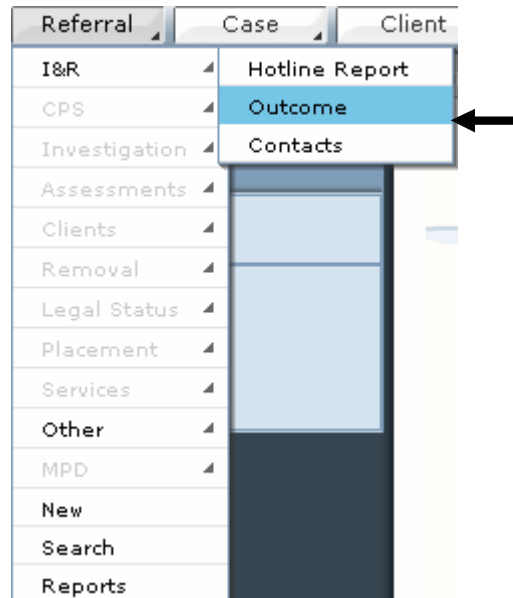 Referral Case Client
I&R Hotline Report
CPS Outcome
Investigation Contacts
Assessments
Clients
Removal
Legal Status
Placement
Services
Other
MPD
New
Search
Reports